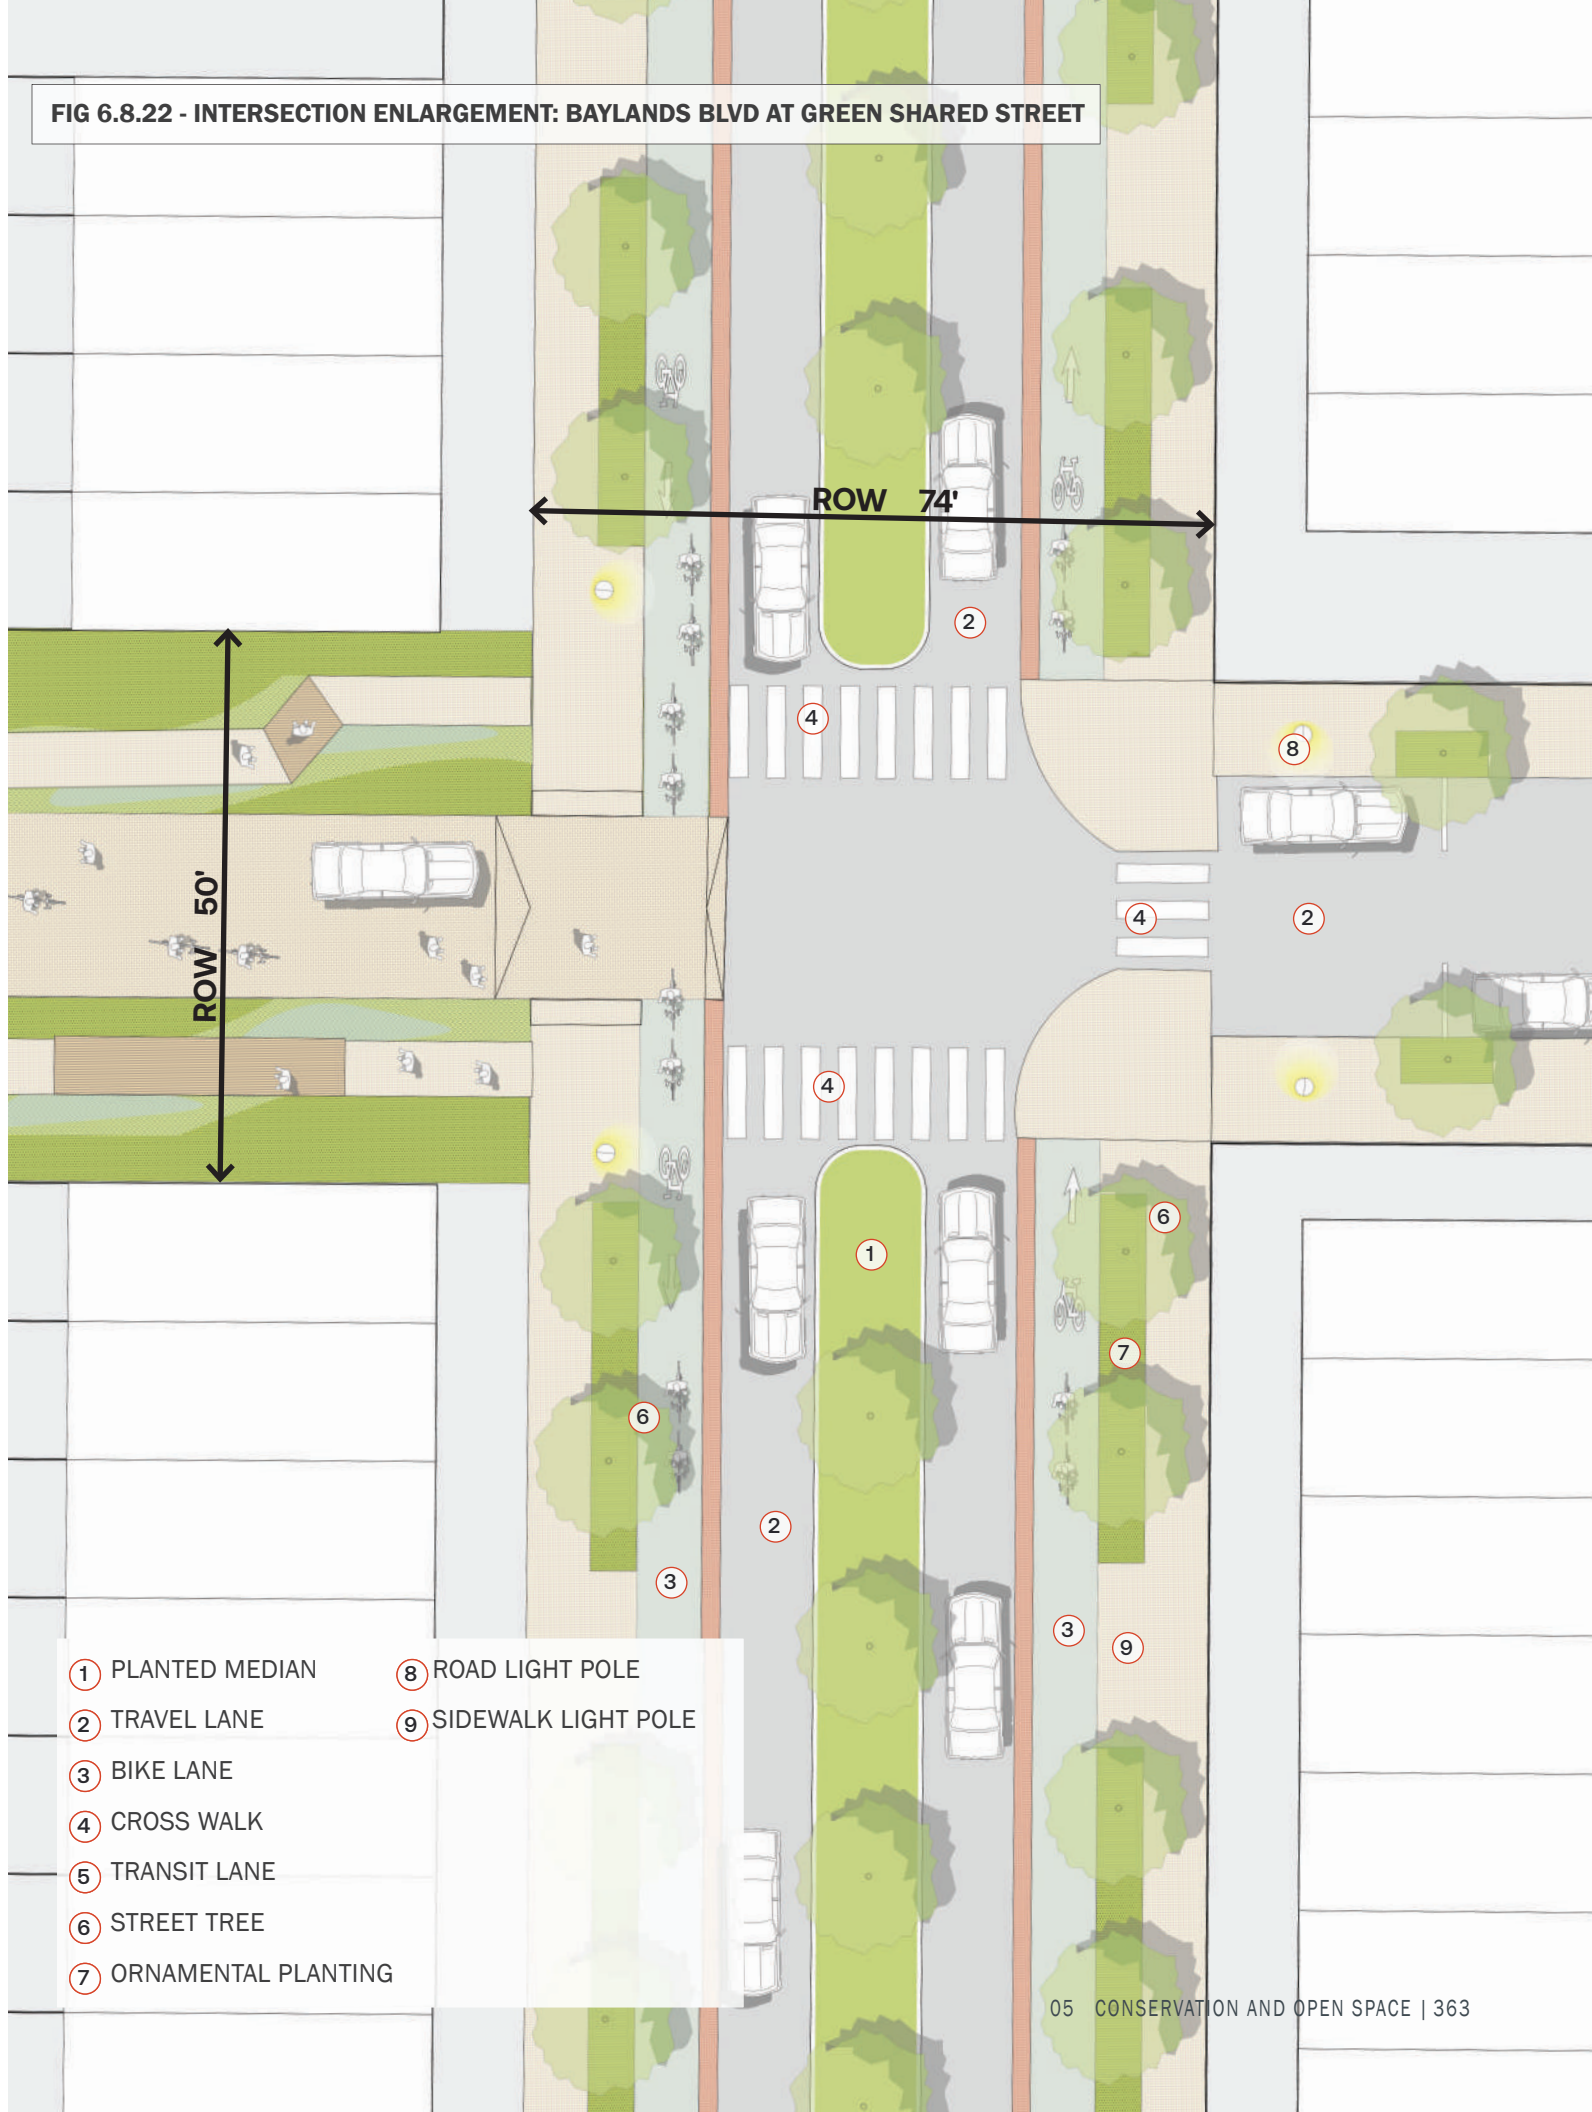 FIG 6.8.22 - INTERSECTION ENLARGEMENT: BAYLANDS BLVD AT GREEN SHARED STREET
ROW 74'
2
4
8
ROW 50'
4
2
4
6
1
7
6
2
3
3
9
1 PLANTED MEDIAN
2 TRAVEL LANE
3 BIKE LANE
4 CROSS WALK
5 TRANSIT LANE
6 STREET TREE
7 ORNAMENTAL PLANTING
8 ROAD LIGHT POLE
9 SIDEWALK LIGHT POLE
05 CONSERVATION AND OPEN SPACE | 363